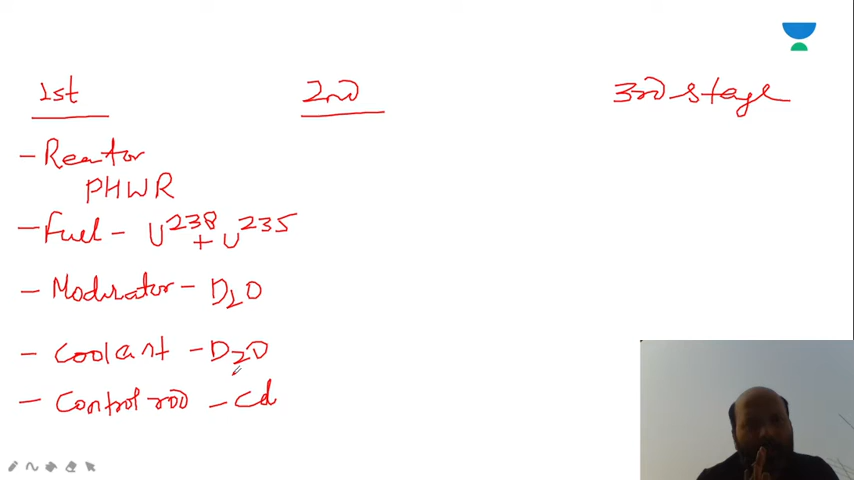 1st 2nd 3rd stage
- Reactor
PHWR
- Fuel - U238 + U235
- Moderator - D2O
- Coolant - D2O
- Control rod - Cd